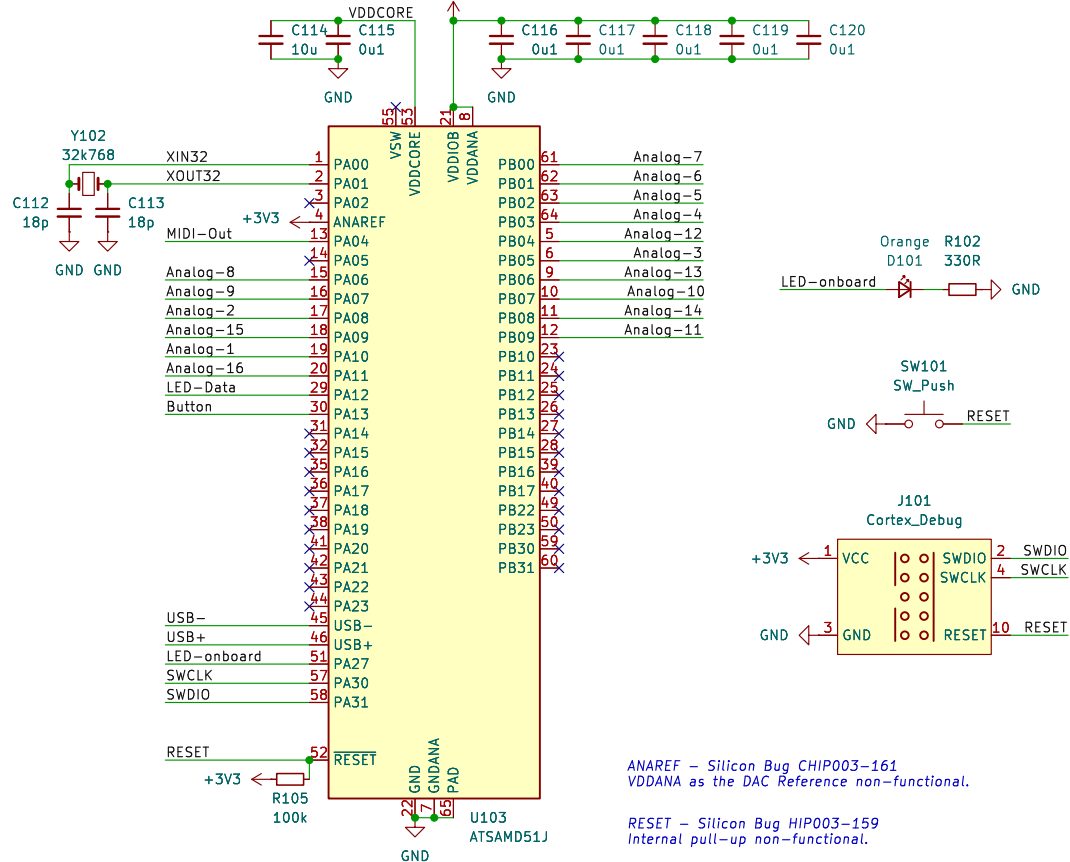 VDDCORE
C114
10u
C115
0u1
GND
C116
0u1
C117
0u1
C118
0u1
C119
0u1
C120
0u1
GND
Y102
32k768
C112
18p
C113
18p
GND
GND
55
53
21
8
VSW
VDDCORE
VDDIOB
VDDANA
XIN32 1 PA00
XOUT32 2 PA01
3 PA02
+3V3 4 ANAREF
MIDI-Out 13 PA04
14 PA05
Analog-8 15 PA06
Analog-9 16 PA07
Analog-2 17 PA08
Analog-15 18 PA09
Analog-1 19 PA10
Analog-16 20 PA11
LED-Data 29 PA12
Button 30 PA13
31 PA14
32 PA15
35 PA16
36 PA17
37 PA18
38 PA19
41 PA20
42 PA21
43 PA22
44 PA23
USB- 45 USB-
USB+ 46 USB+
LED-onboard 51 PA27
SWCLK 57 PA30
SWDIO 58 PA31
RESET 52 RESET
+3V3
R105
100k
PB00 61 Analog-7
PB01 62 Analog-6
PB02 63 Analog-5
PB03 64 Analog-4
PB04 5 Analog-12
PB05 6 Analog-3
PB06 9 Analog-13
PB07 10 Analog-10
PB08 11 Analog-14
PB09 12 Analog-11
PB10 23
PB11 24
PB12 25
PB13 26
PB14 27
PB15 28
PB16 39
PB17 40
PB22 49
PB23 50
PB30 59
PB31 60
GND
GNDANA
PAD
22
7
65
GND
U103
ATSAMD51J
Orange
D101
R102
330R
LED-onboard
GND
SW101
SW_Push
GND
RESET
J101
Cortex_Debug
+3V3 1 VCC
SWDIO 2 SWDIO
SWCLK 4 SWCLK
GND 3 GND
RESET 10 RESET
ANAREF - Silicon Bug CHIP003-161
VDDANA as the DAC Reference non-functional.
RESET - Silicon Bug HIP003-159
Internal pull-up non-functional.